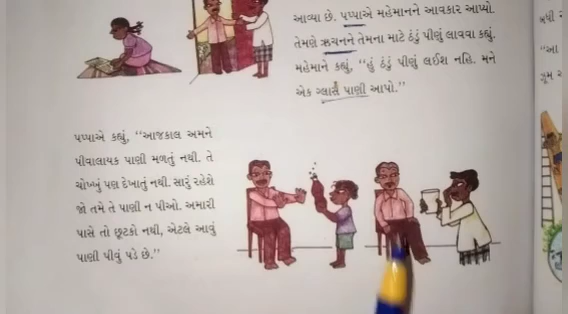 આવ્યા છે. પપ્પાએ મહેમાનને આવકાર આપ્યો.
તેમણે ઋચનને તેમના માટે ઠંડું પીણું લાવવા કહ્યું.
મહેમાને કહ્યું, “હું ઠંડું પીણું લઈશ નહિ. મને
એક ગ્લાસ પાણી આપો.”
પપ્પાએ કહ્યું, “આજકાલ અમને
પીવાલાયક પાણી મળતું નથી. તે
ચોખ્ખું પણ દેખાતું નથી. સારું રહેશે
જો તમે તે પાણી ન પીઓ. અમારી
પાસે તો છૂટકો નથી, એટલે આવું
પાણી પીવું પડે છે.”
“આ